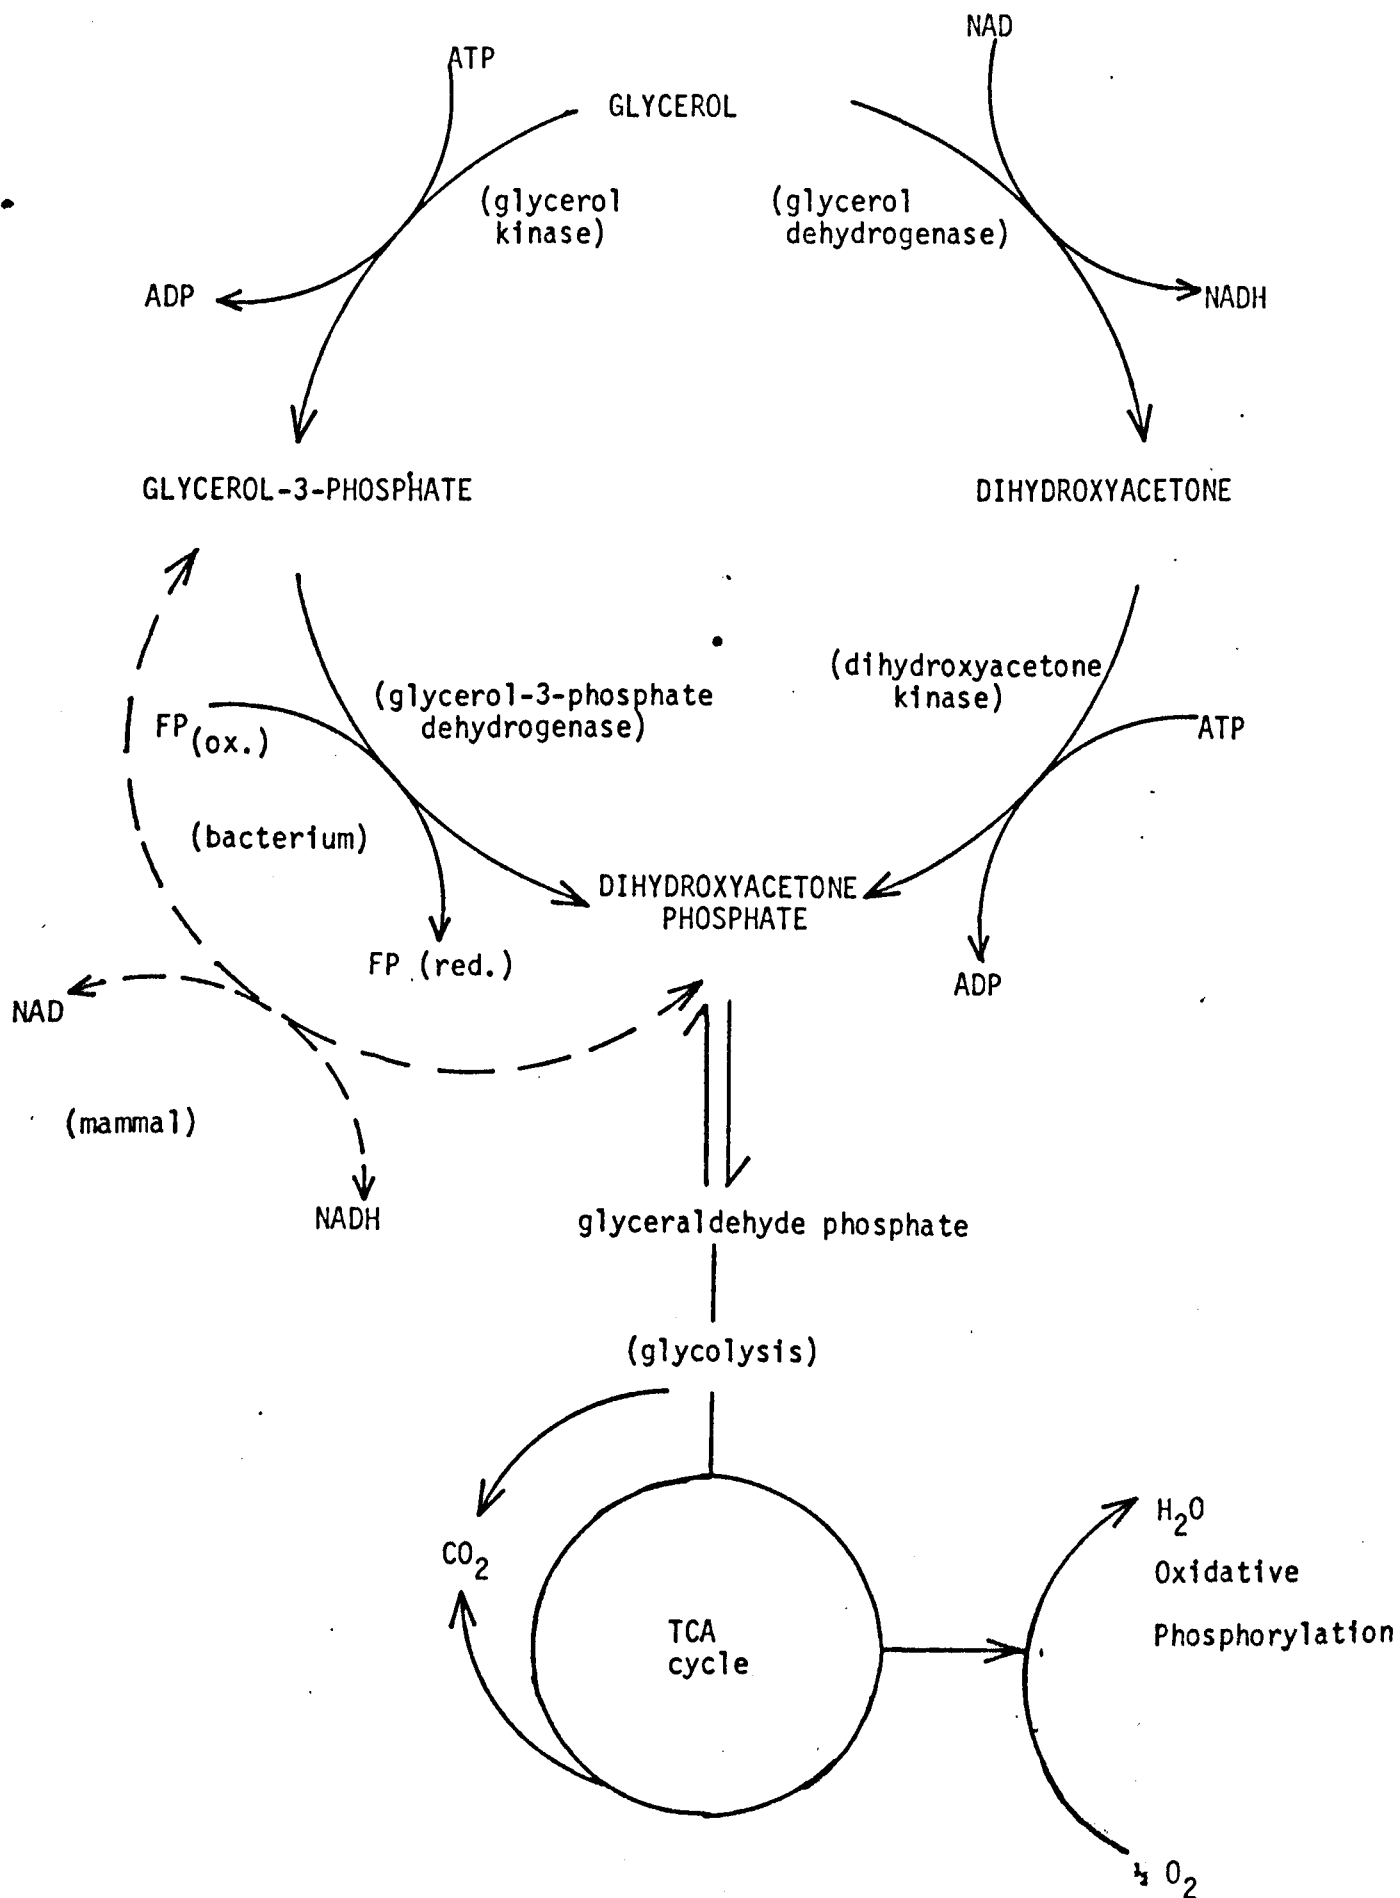 NAD
ATP
GLYCEROL
(glycerol
kinase)
(glycerol
dehydrogenase)
ADP
NADH
GLYCEROL-3-PHOSPHATE
DIHYDROXYACETONE
(dihydroxyacetone
kinase)
(glycerol-3-phosphate
dehydrogenase)
FP(ox.)
ATP
(bacterium)
DIHYDROXYACETONE
PHOSPHATE
FP (red.)
ADP
NAD
(mammal)
NADH
glyceraldehyde phosphate
(glycolysis)
H2O
CO2
Oxidative
Phosphorylation
TCA
cycle
½ O2